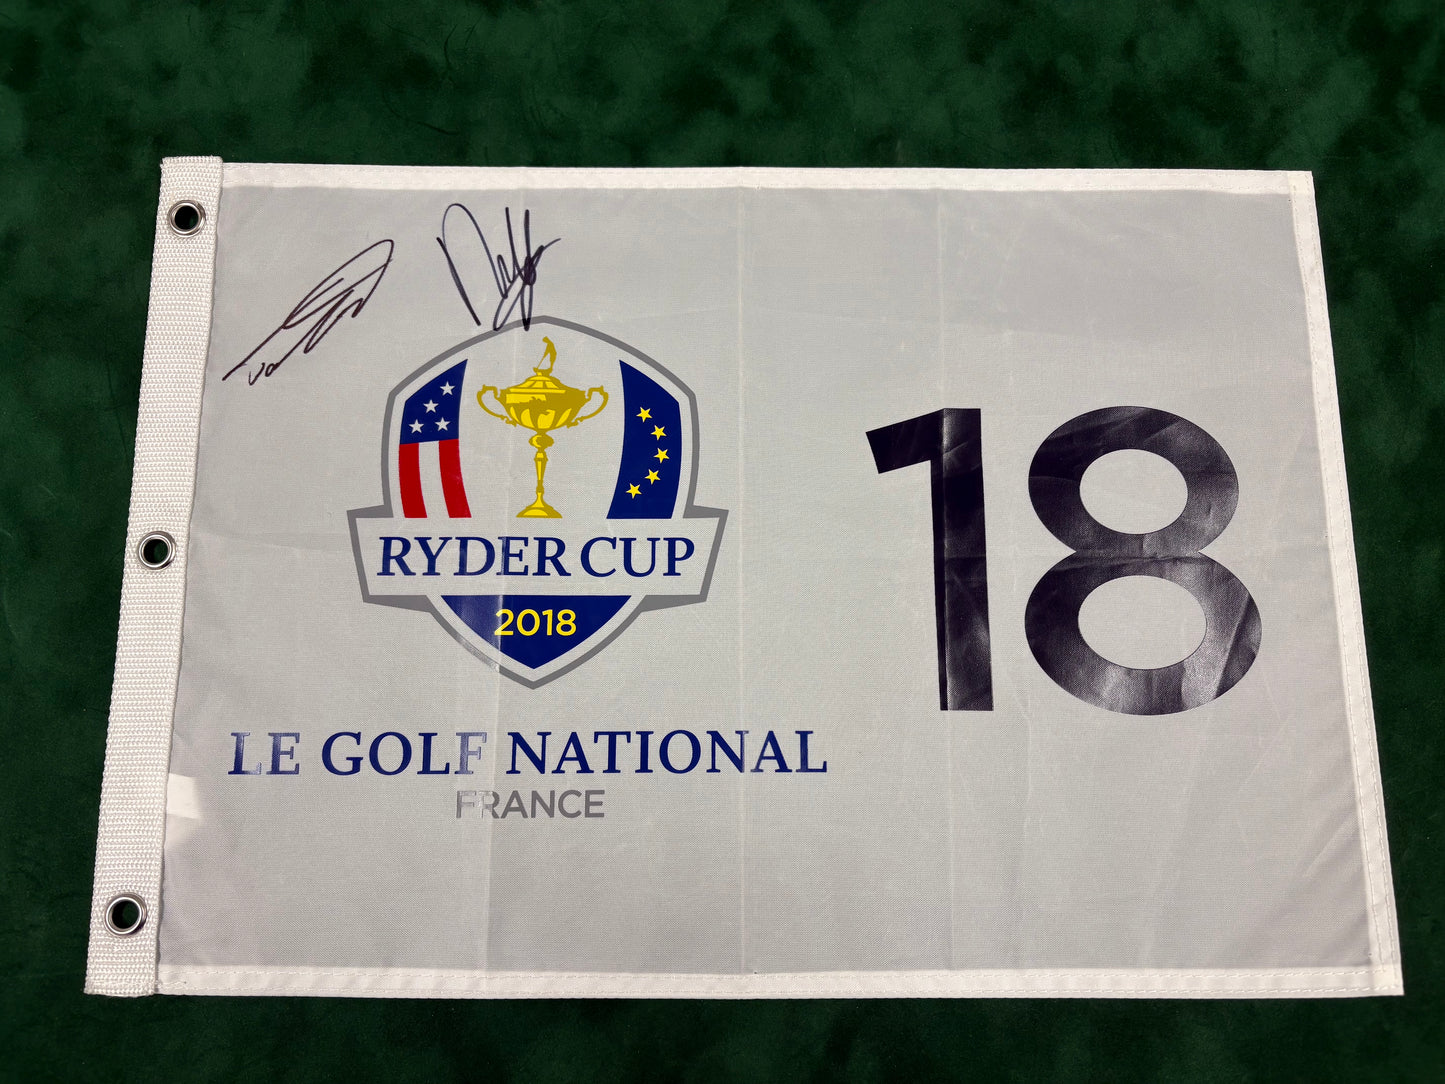 RYDER CUP
2018
LE GOLF NATIONAL
FRANCE
18